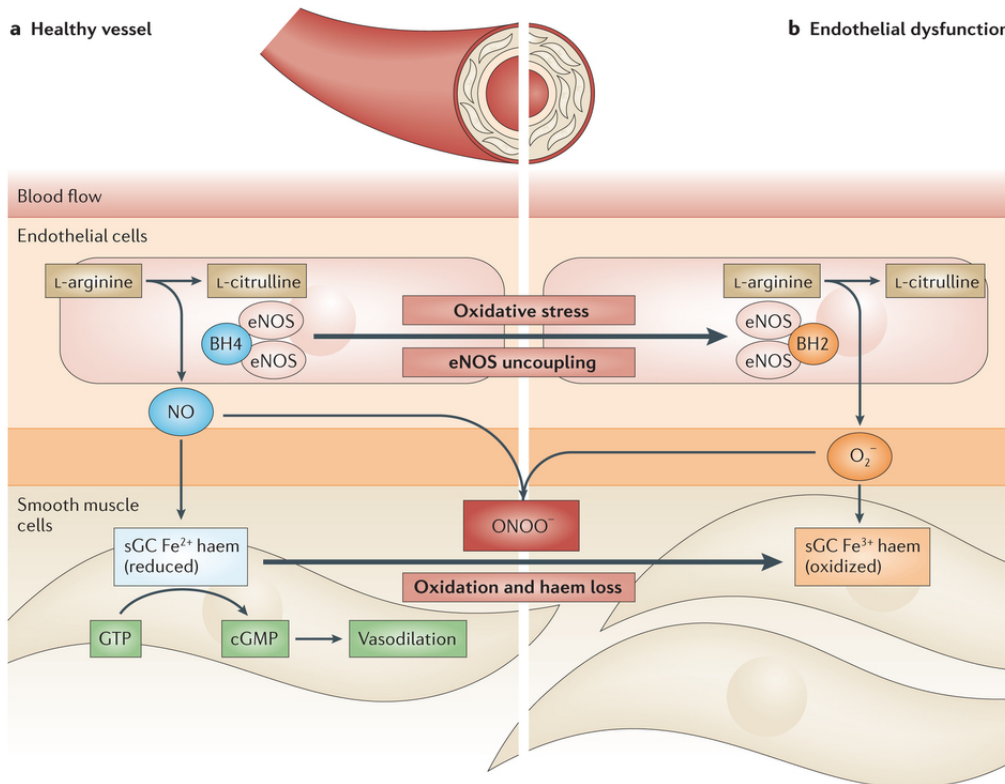 a Healthy vessel
b Endothelial dysfunction
Blood flow
Endothelial cells
L-arginine
L-citrulline
eNOS
BH4
eNOS
Oxidative stress
eNOS uncoupling
L-arginine
L-citrulline
eNOS
BH2
eNOS
NO
O₂⁻
Smooth muscle
cells
ONOO⁻
sGC Fe²⁺ haem
(reduced)
sGC Fe³⁺ haem
(oxidized)
Oxidation and haem loss
GTP
cGMP
Vasodilation